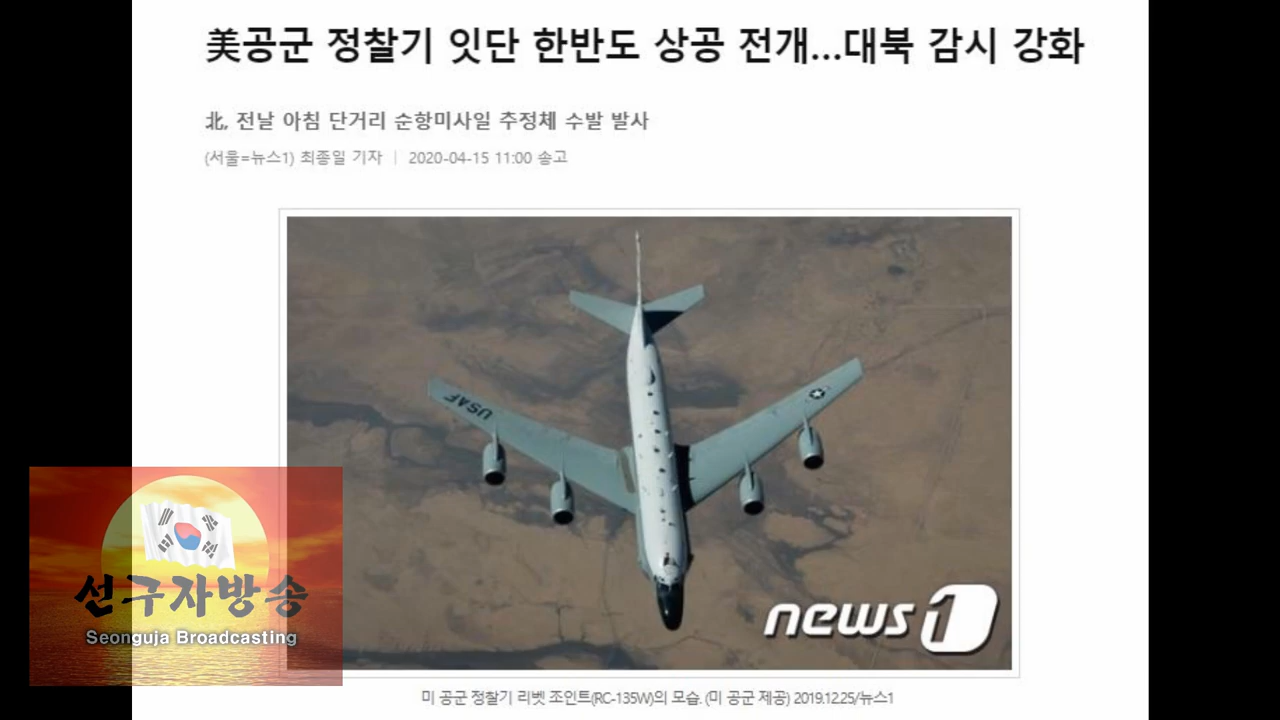 美공군 정찰기 잇단 한반도 상공 전개...대북 감시 강화
北, 전날 아침 단거리 순항미사일 추정체 수발 발사
(서울=뉴스1) 최종일 기자 | 2020-04-15 11:00 송고
USAF
선구자방송
Seonguja Broadcasting
news1
미 공군 정찰기 리벳 조인트(RC-135W)의 모습. (미 공군 제공) 2019.12.25/뉴스1